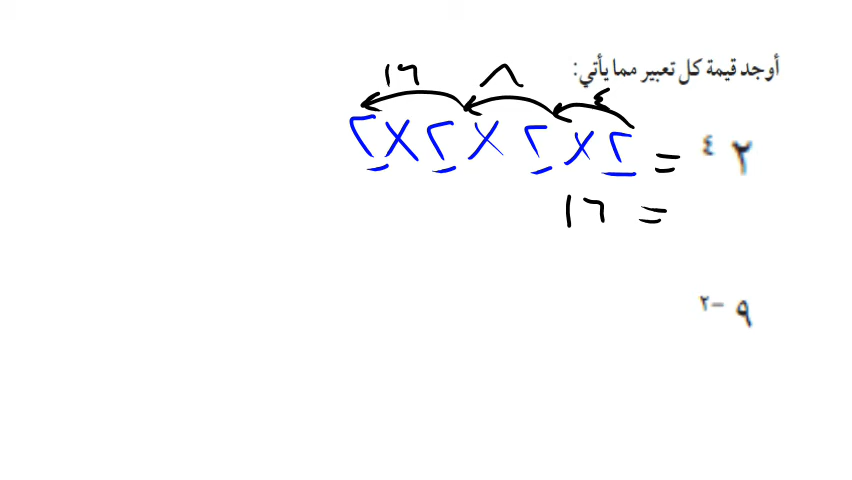 أوجد قيمة كل تعبير مما يأتي:
٤ ٨ ١٦
٢ ٤ = ٢ × ٢ × ٢ × ٢
= ١٦
٩ −٢